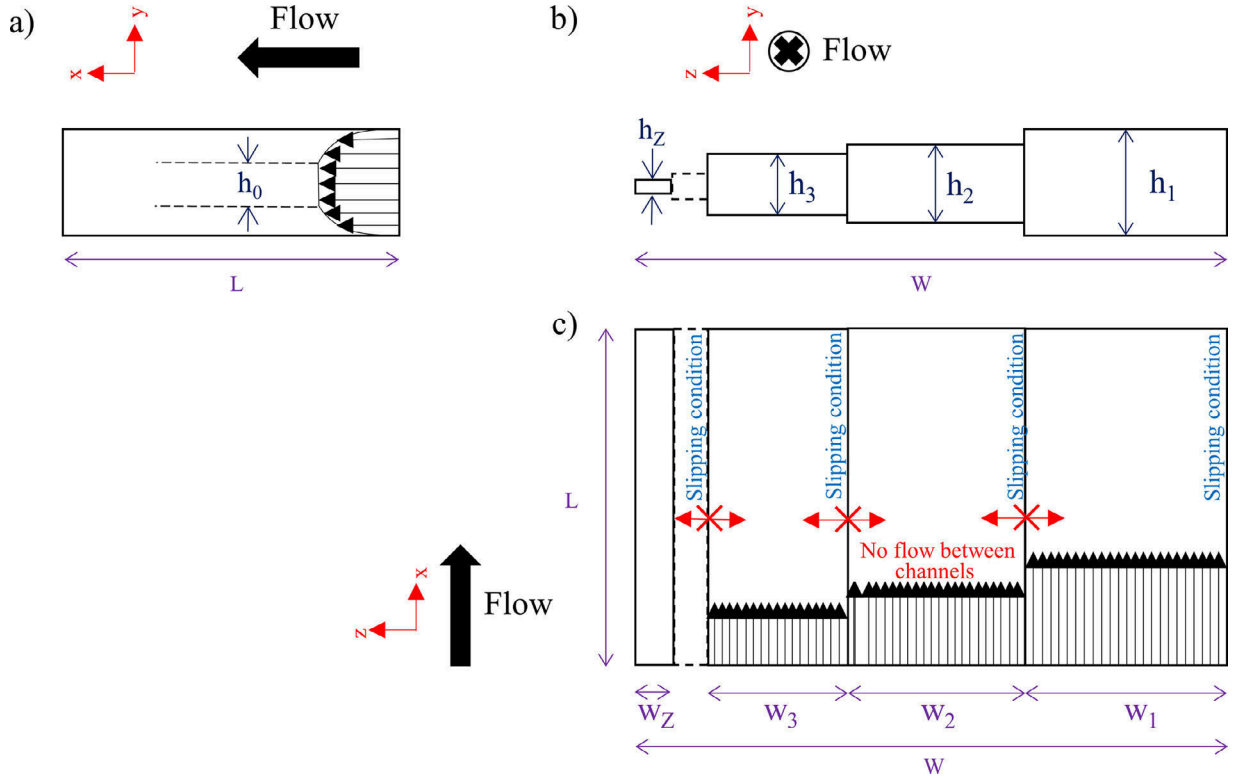 a)
y
x
Flow
h0
L
b)
y
z
Flow
hZ
h3
h2
h1
W
c)
L
Slipping condition
Slipping condition
Slipping condition
Slipping condition
No flow between
channels
x
z
Flow
wZ
w3
w2
w1
W